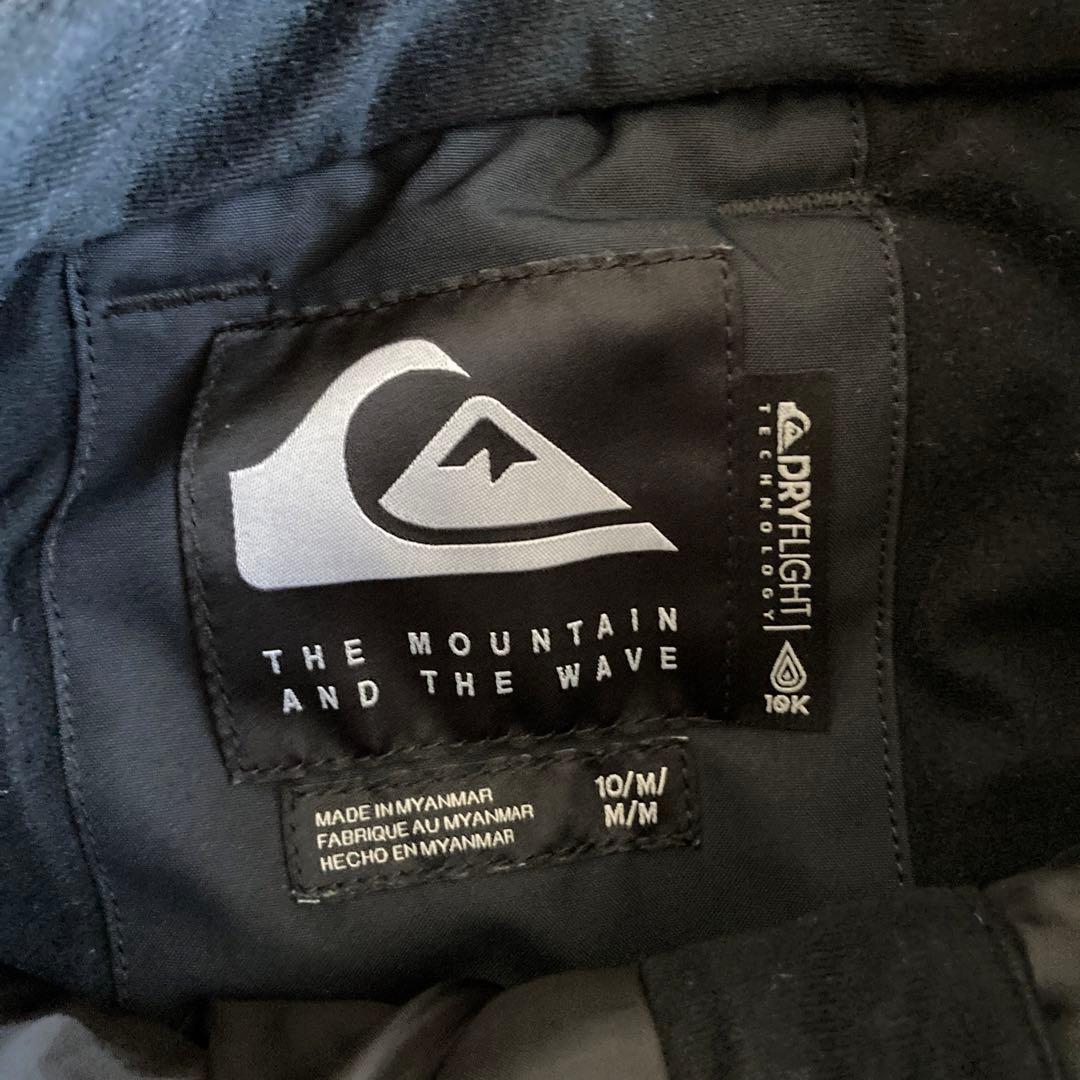 THE MOUNTAIN
AND THE WAVE
DRYFLIGHT
TECHNOLOGY
10K
MADE IN MYANMAR
FABRIQUE AU MYANMAR
HECHO EN MYANMAR
10/M/
M/M